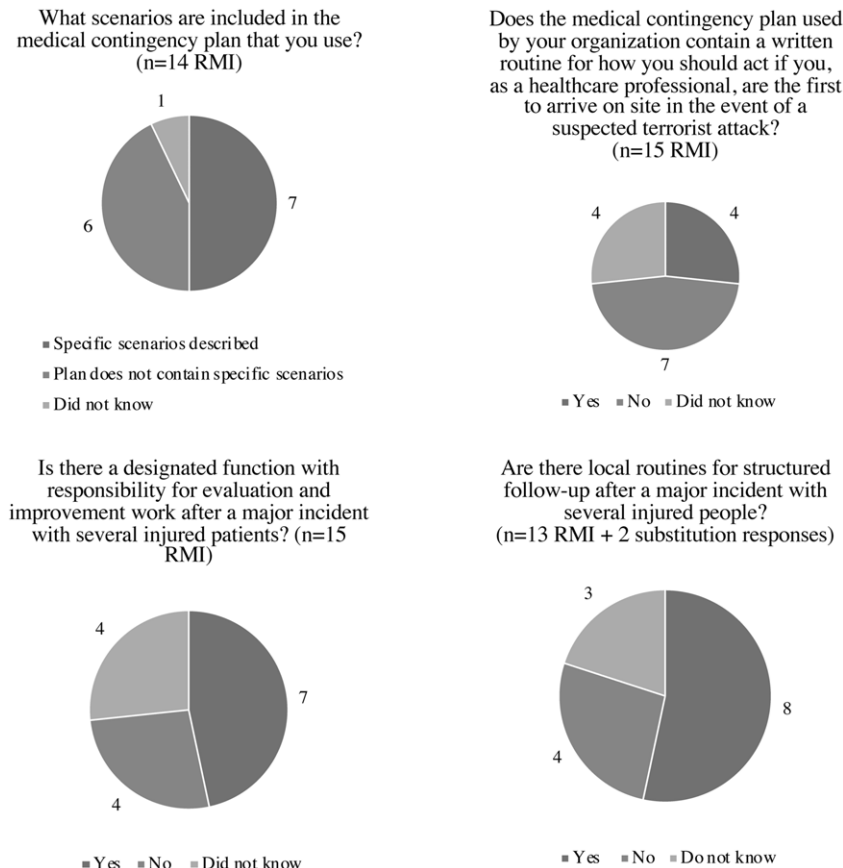 What scenarios are included in the
medical contingency plan that you use?
(n=14 RMI)
1
7
6
Specific scenarios described
Plan does not contain specific scenarios
Did not know
Does the medical contingency plan used
by your organization contain a written
routine for how you should act if you,
as a healthcare professional, are the first
to arrive on site in the event of a
suspected terrorist attack?
(n=15 RMI)
4
4
7
Yes No Did not know
Is there a designated function with
responsibility for evaluation and
improvement work after a major incident
with several injured patients? (n=15
RMI)
4
7
4
Yes No Did not know
Are there local routines for structured
follow-up after a major incident with
several injured people?
(n=13 RMI + 2 substitution responses)
3
8
4
Yes No Do not know